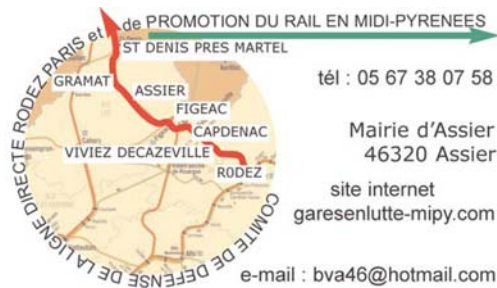 COMITE DE DEFENSE DE LA LIGNE DIRECTE RODEZ PARIS et de PROMOTION DU RAIL EN MIDI-PYRENEES
ST DENIS PRES MARTEL
GRAMAT
ASSIER
FIGEAC
CAPDENAC
VIVIEZ DECAZEVILLE
RODEZ
tél : 05 67 38 07 58
Mairie d'Assier
46320 Assier
site internet
garesenlutte-mipy.com
e-mail : bva46@hotmail.com